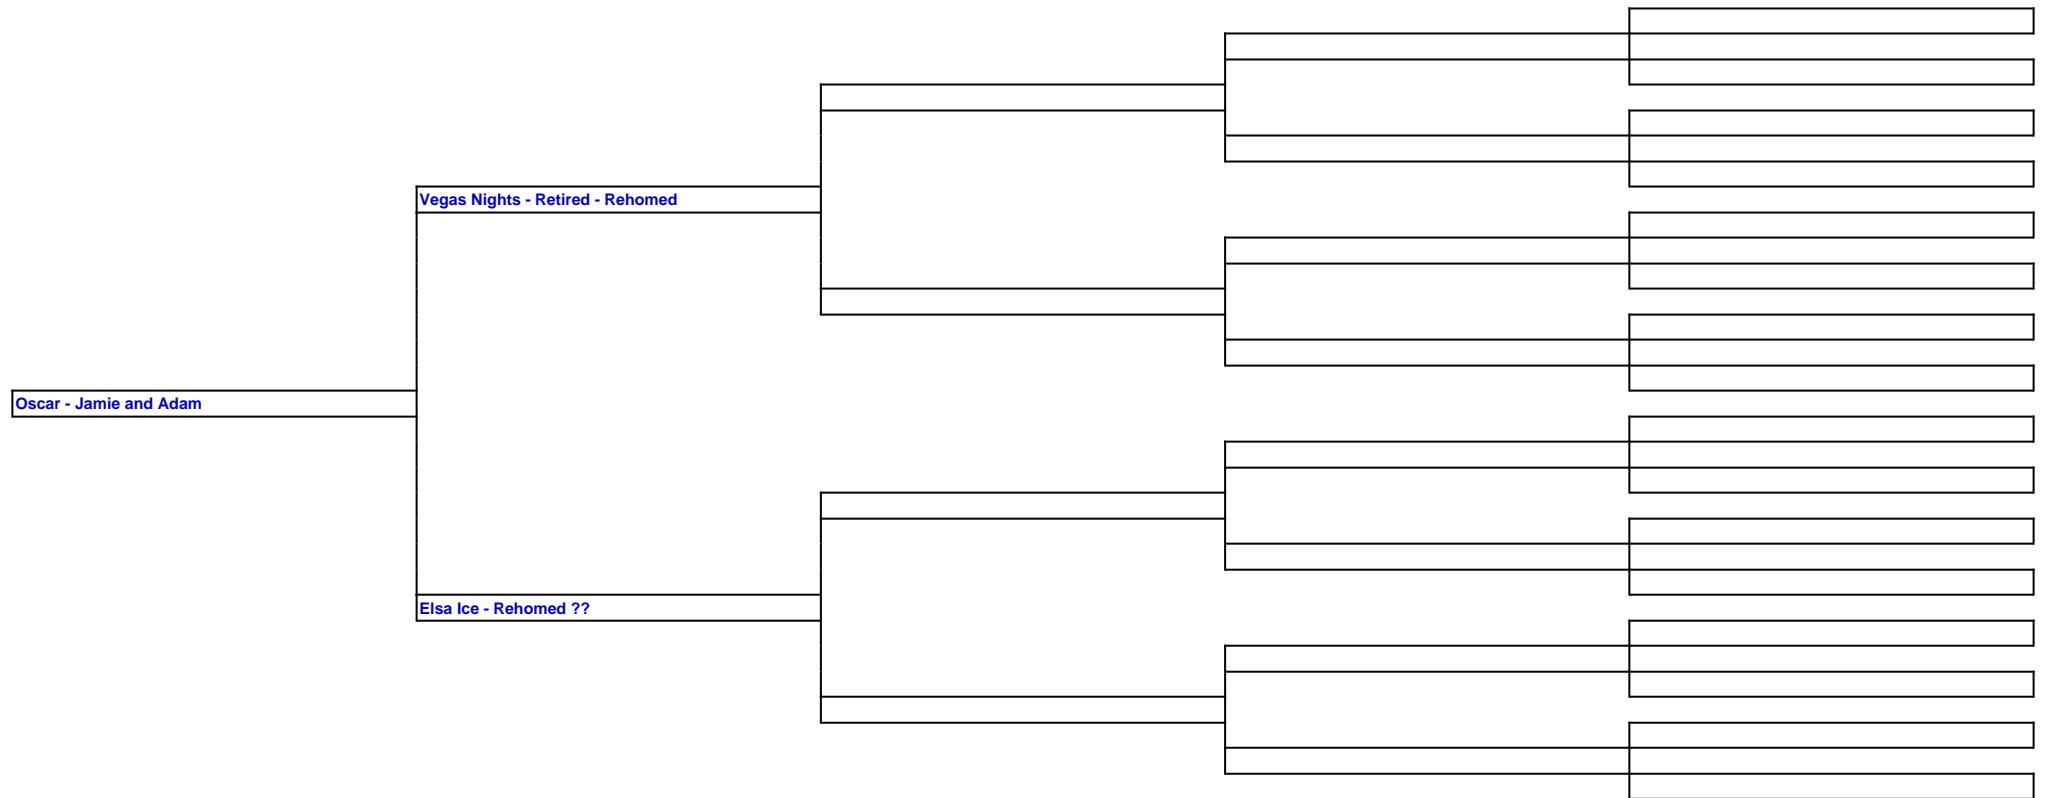 Vegas Nights - Retired - Rehomed
Oscar - Jamie and Adam
Elsa Ice - Rehomed ??